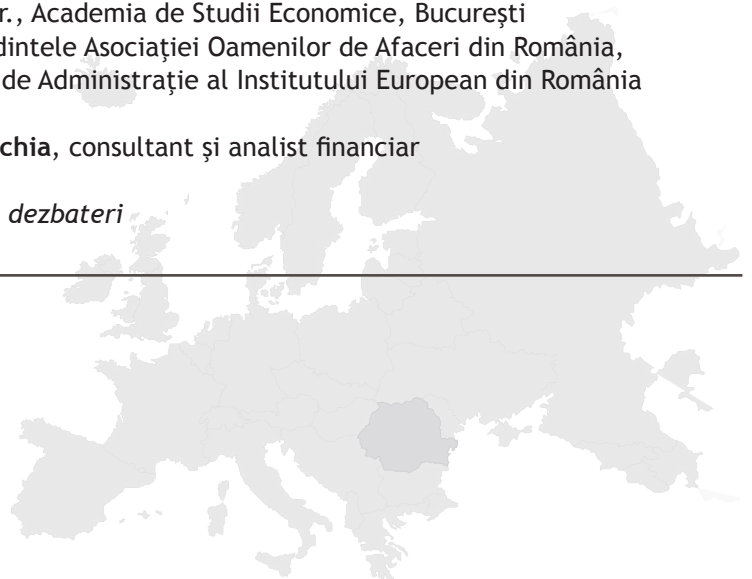 r., Academia de Studii Economice, Bucureşti
dintele Asociaţiei Oamenilor de Afaceri din România,
de Administraţie al Institutului European din România
chia, consultant şi analist financiar
dezbateri